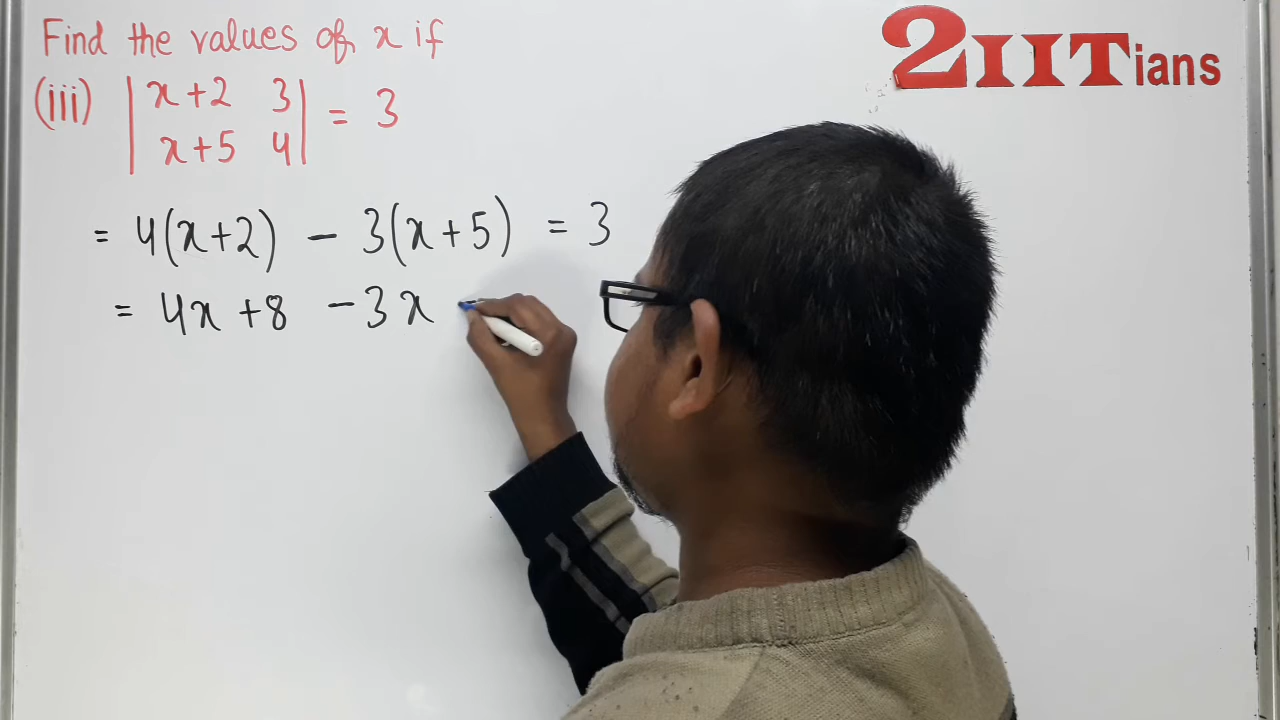 Find the values of x if
2IITians
(iii) | x+2 3 | = 3
| x+5 4 |
= 4(x+2) - 3(x+5) = 3
= 4x +8 -3x